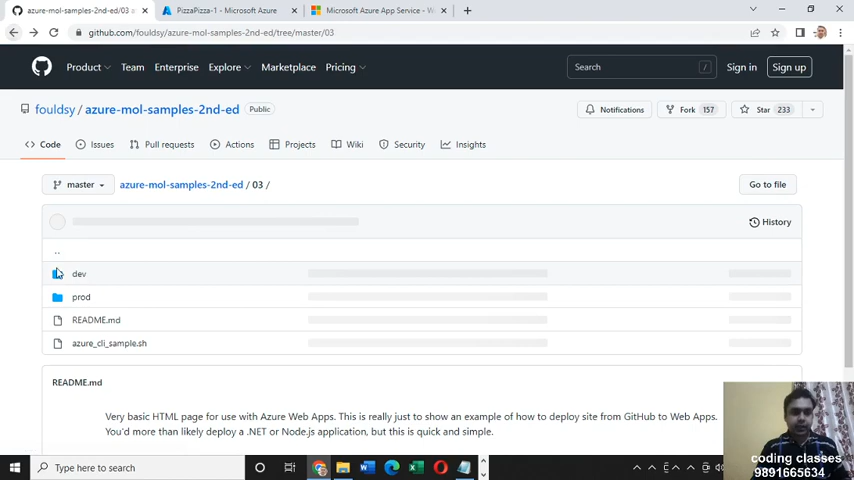 azure-mol-samples-2nd-ed/03 a
PizzaPizza-1 - Microsoft Azure
Microsoft Azure App Service - W
github.com/fouldsy/azure-mol-samples-2nd-ed/tree/master/03
Product Team Enterprise Explore Marketplace Pricing
Search /
Sign in Sign up
fouldsy / azure-mol-samples-2nd-ed Public
Notifications Fork 157 Star 233
Code Issues Pull requests Actions Projects Wiki Security Insights
master azure-mol-samples-2nd-ed / 03 / Go to file
History
..
dev
prod
README.md
azure_cli_sample.sh
README.md
Very basic HTML page for use with Azure Web Apps. This is really just to show an example of how to deploy site from GitHub to Web Apps.
You'd more than likely deploy a .NET or Node.js application, but this is quick and simple.
Type here to search
coding classes
9891665634